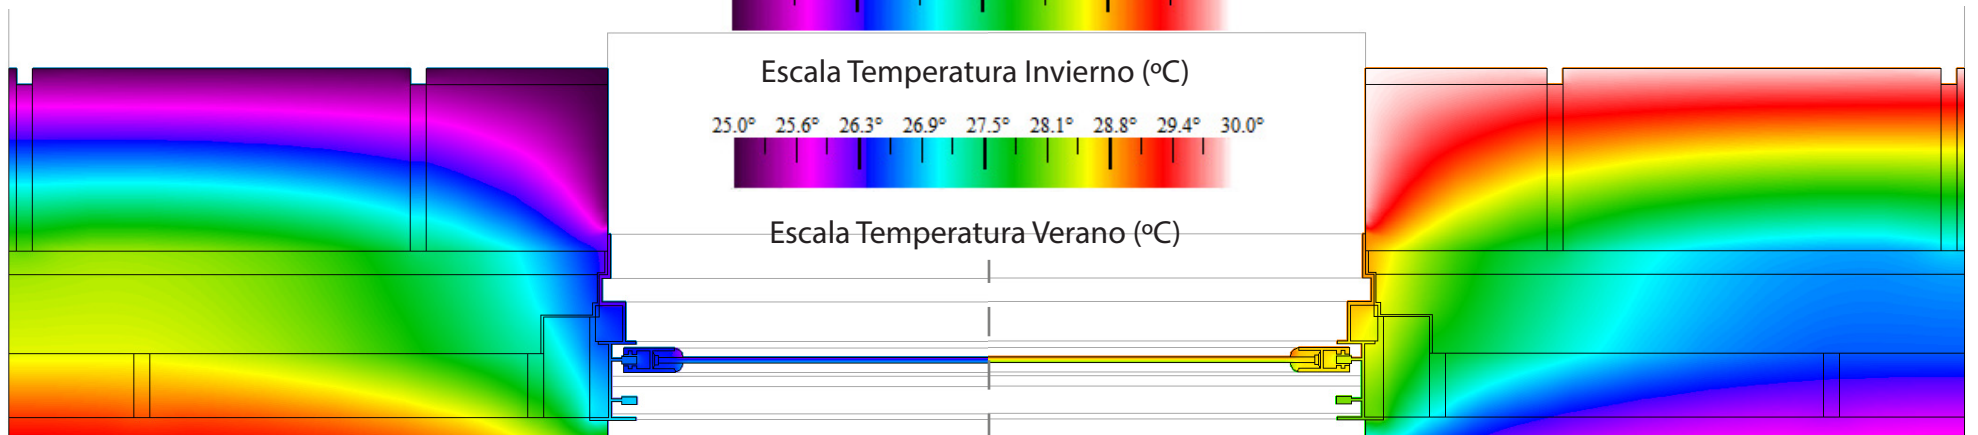 Escala Temperatura Invierno (ºC)
25.0° 25.6° 26.3° 26.9° 27.5° 28.1° 28.8° 29.4° 30.0°
Escala Temperatura Verano (ºC)